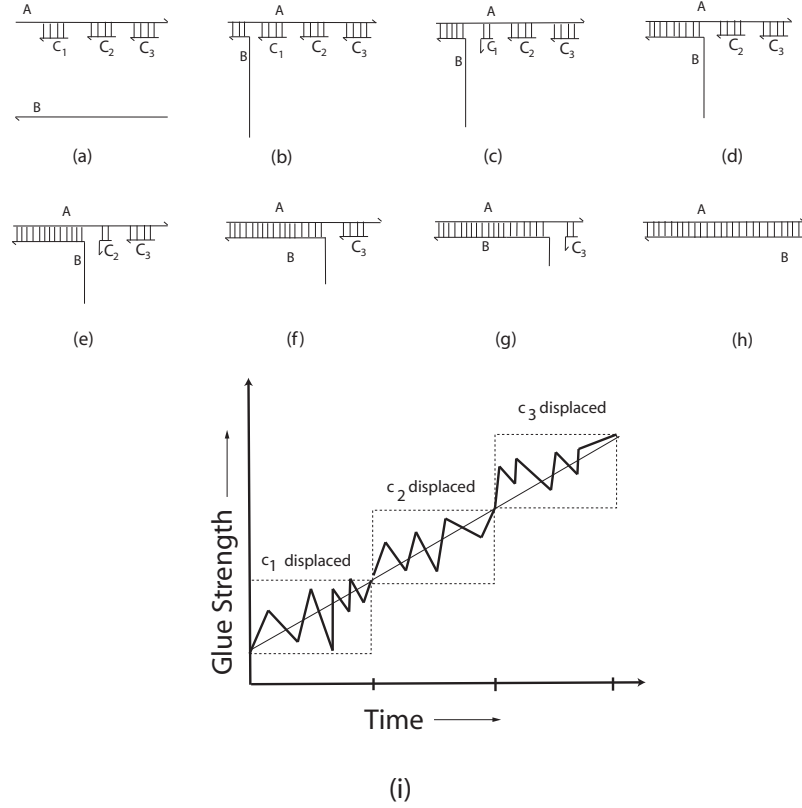 A A A A
C1 C2 C3 B C1 C2 C3 B C1 C2 C3 B C2 C3
B
(a) (b) (c) (d)
A A A A
B C2 C3 B C3 B C3 B
(e) (f) (g) (h)
c3 displaced
c2 displaced
c1 displaced
Glue Strength
Time
(i)